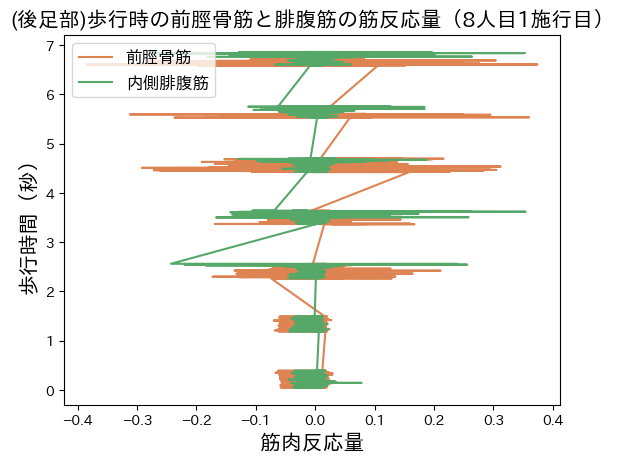 (後足部)歩行時の前脛骨筋と腓腹筋の筋反応量（8人目1施行目）
前脛骨筋
内側腓腹筋
歩行時間（秒）
7
6
5
4
3
2
1
0
−0.4 −0.3 −0.2 −0.1 0.0 0.1 0.2 0.3 0.4
筋肉反応量